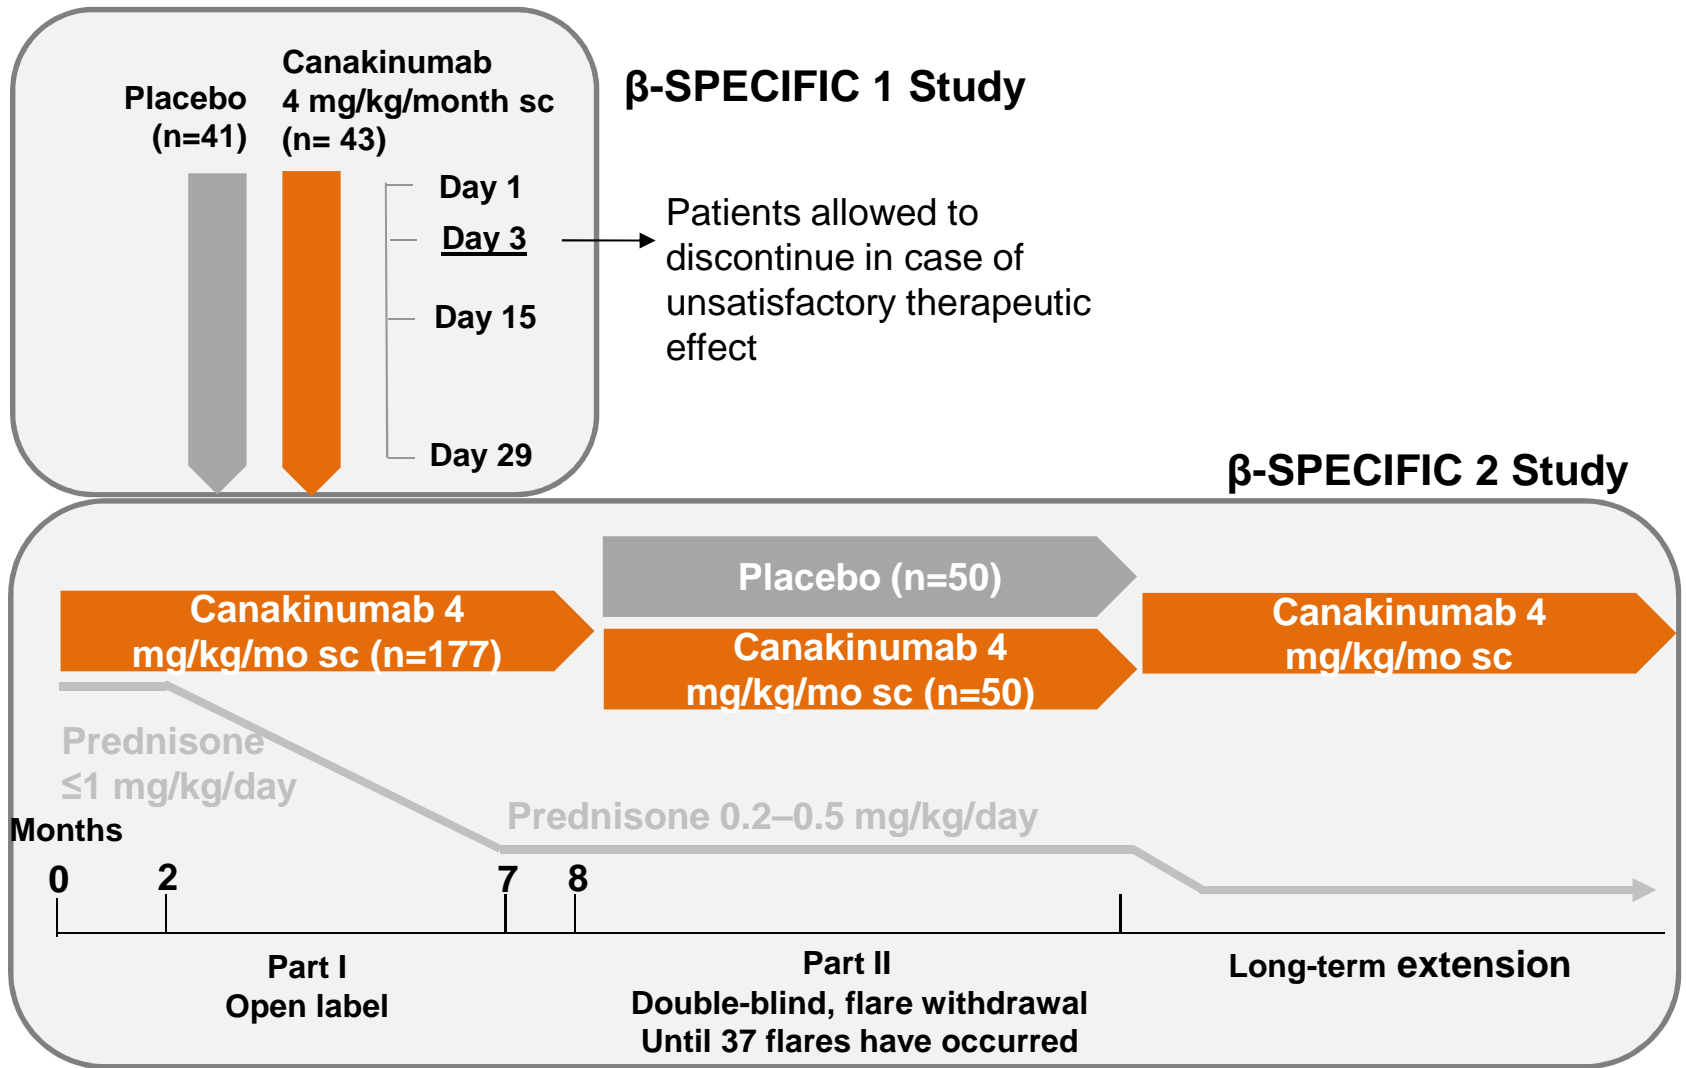 Placebo
(n=41)
Canakinumab
4 mg/kg/month sc
(n= 43)
β-SPECIFIC 1 Study
Day 1
Day 3
Day 15
Day 29
Patients allowed to
discontinue in case of
unsatisfactory therapeutic
effect
β-SPECIFIC 2 Study
Canakinumab 4
mg/kg/mo sc (n=177)
Placebo (n=50)
Canakinumab 4
mg/kg/mo sc (n=50)
Canakinumab 4
mg/kg/mo sc
Prednisone
≤1 mg/kg/day
Prednisone 0.2–0.5 mg/kg/day
Months
0 2 7 8
Part I
Open label
Part II
Double-blind, flare withdrawal
Until 37 flares have occurred
Long-term extension